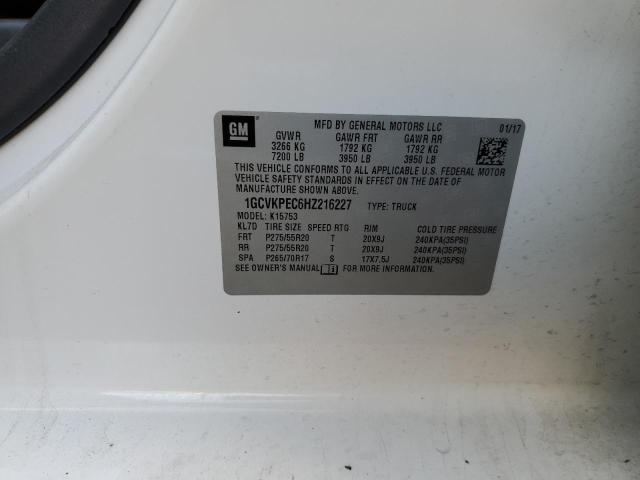 GM
MFD BY GENERAL MOTORS LLC 01/17
GVWR GAWR FRT GAWR RR
3266 KG 1792 KG 1792 KG
7200 LB 3950 LB 3950 LB
THIS VEHICLE CONFORMS TO ALL APPLICABLE U.S. FEDERAL MOTOR
VEHICLE SAFETY STANDARDS IN EFFECT ON THE DATE OF
MANUFACTURE SHOWN ABOVE.
1GCVKPEC6HZ216227 TYPE: TRUCK
MODEL: K15753
KL7D TIRE SIZE SPEED RTG RIM COLD TIRE PRESSURE
FRT P275/55R20 T 20X9J 240KPA(35PSI)
RR P275/55R20 T 20X9J 240KPA(35PSI)
SPA P265/70R17 S 17X7.5J 240KPA(35PSI)
SEE OWNER'S MANUAL i FOR MORE INFORMATION.